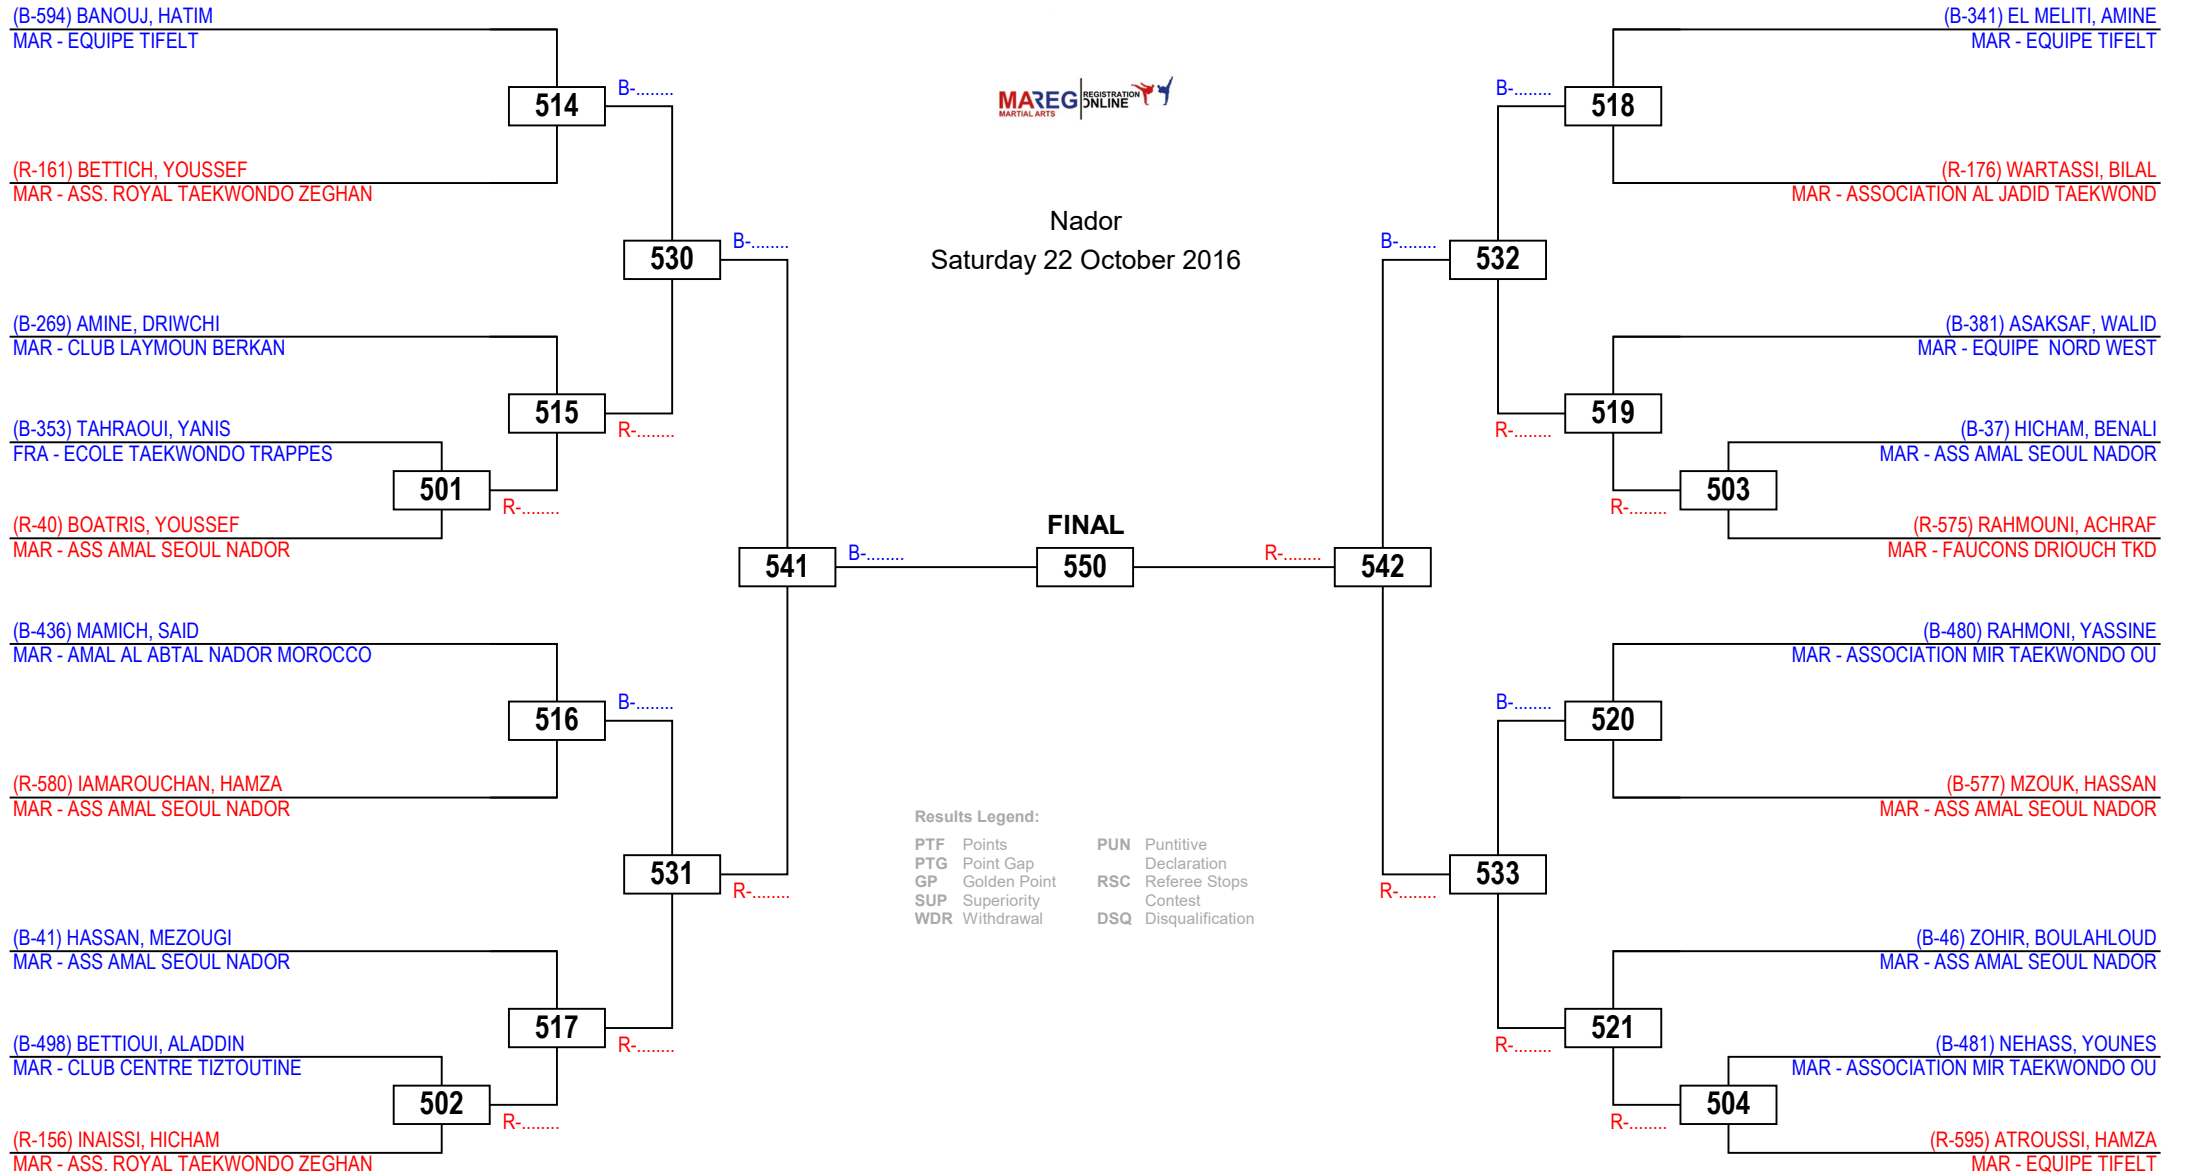 (B-594) BANOUJ, HATIM
MAR - EQUIPE TIFELT
514
B-........
(R-161) BETTICH, YOUSSEF
MAR - ASS. ROYAL TAEKWONDO ZEGHAN
530
B-........
(B-269) AMINE, DRIWCHI
MAR - CLUB LAYMOUN BERKAN
515
R-........
(B-353) TAHRAOUI, YANIS
FRA - ECOLE TAEKWONDO TRAPPES
501
R-........
(R-40) BOATRIS, YOUSSEF
MAR - ASS AMAL SEOUL NADOR
541
B-........
(B-436) MAMICH, SAID
MAR - AMAL AL ABTAL NADOR MOROCCO
516
B-........
(R-580) IAMAROUCHAN, HAMZA
MAR - ASS AMAL SEOUL NADOR
531
R-........
(B-41) HASSAN, MEZOUGI
MAR - ASS AMAL SEOUL NADOR
517
R-........
(B-498) BETTIOUI, ALADDIN
MAR - CLUB CENTRE TIZTOUTINE
502
R-........
(R-156) INAISSI, HICHAM
MAR - ASS. ROYAL TAEKWONDO ZEGHAN
MAREG
MARTIAL ARTS
REGISTRATION
ONLINE
Nador
Saturday 22 October 2016
FINAL
550
Results Legend:
PTF Points
PTG Point Gap
GP Golden Point
SUP Superiority
WDR Withdrawal
PUN Puntitive
Declaration
RSC Referee Stops
Contest
DSQ Disqualification
(B-341) EL MELITI, AMINE
MAR - EQUIPE TIFELT
B-........
518
(R-176) WARTASSI, BILAL
MAR - ASSOCIATION AL JADID TAEKWOND
B-........
532
(B-381) ASAKSAF, WALID
MAR - EQUIPE  NORD WEST
R-........
519
(B-37) HICHAM, BENALI
MAR - ASS AMAL SEOUL NADOR
R-........
503
(R-575) RAHMOUNI, ACHRAF
MAR - FAUCONS DRIOUCH TKD
R-........
542
(B-480) RAHMONI, YASSINE
MAR - ASSOCIATION MIR TAEKWONDO OU
B-........
520
(B-577) MZOUK, HASSAN
MAR - ASS AMAL SEOUL NADOR
R-........
533
(B-46) ZOHIR, BOULAHLOUD
MAR - ASS AMAL SEOUL NADOR
R-........
521
(B-481) NEHASS, YOUNES
MAR - ASSOCIATION MIR TAEKWONDO OU
R-........
504
(R-595) ATROUSSI, HAMZA
MAR - EQUIPE TIFELT